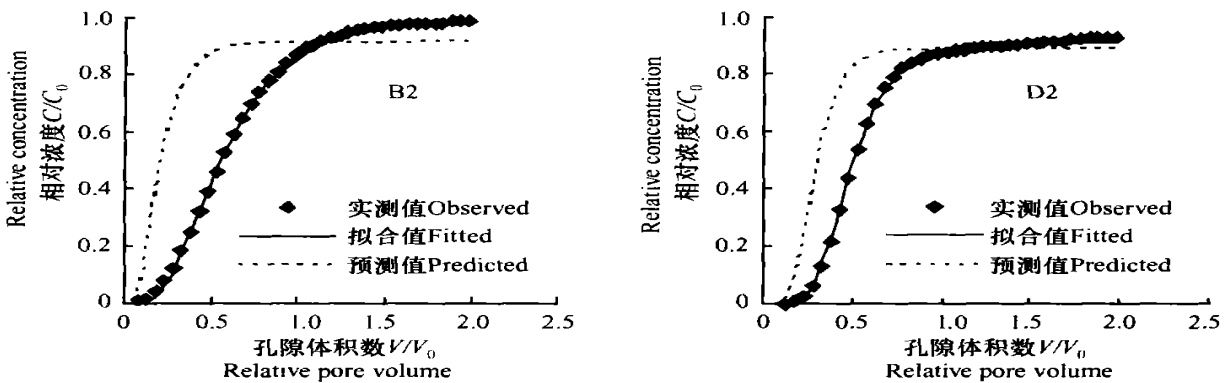 Relative concentration
相对浓度C/C₀
1.0
0.8
0.6
0.4
0.2
0
B2
实测值Observed
拟合值Fitted
预测值Predicted
0 0.5 1.0 1.5 2.0 2.5
孔隙体积数V/V₀
Relative pore volume
Relative concentration
相对浓度C/C₀
1.0
0.8
0.6
0.4
0.2
0
D2
实测值Observed
拟合值Fitted
预测值Predicted
0 0.5 1.0 1.5 2.0 2.5
孔隙体积数V/V₀
Relative pore volume